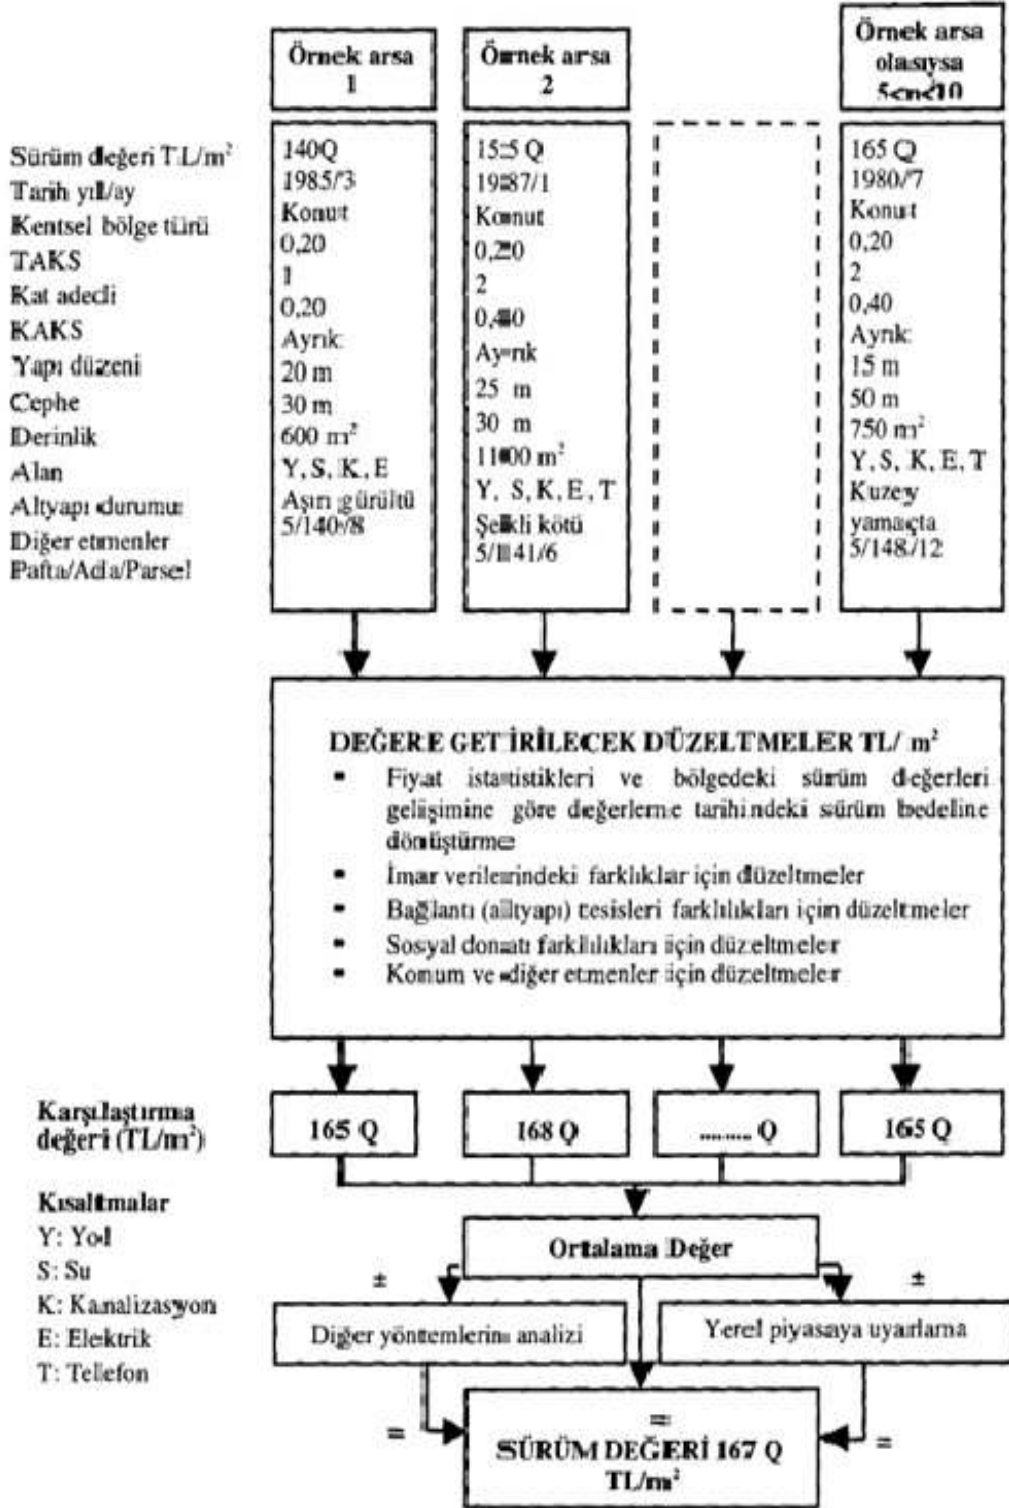 Örnek arsa
1
Örnek arsa
2
Örnek arsa
olasıysa
5<n<10
Sürüm değeri TL/m²
Tarih yıl/ay
Kentsel bölge türü
TAKS
Kat adedi
KAKS
Yapı düzeni
Cephe
Derinlik
Alan
Altyapı durumu
Diğer etmenler
Pafta/Ada/Parsel
140Q
1985/3
Konut
0,20
1
0,20
Ayrık
20 m
30 m
600 m²
Y, S, K, E
Aşırı gürültü
5/140/8
155 Q
1987/1
Konut
0,20
2
0,40
Ayrık
25 m
30 m
1100 m²
Y, S, K, E, T
Şekli kötü
5/141/6
165 Q
1980/7
Konut
0,20
2
0,40
Ayrık
15 m
50 m
750 m²
Y, S, K, E, T
Kuzey
yamaçta
5/148/12
DEĞERE GETİRİLECEK DÜZELTMELER TL/ m²
▪ Fiyat istatistikleri ve bölgedeki sürüm değerleri
gelişimine göre değerleme tarihindeki sürüm bedeline
dönüştürme
▪ İmar verilerindeki farklıklar için düzeltmeler
▪ Bağlantı (altyapı) tesisleri farklılıkları için düzeltmeler
▪ Sosyal donatı farklılıkları için düzeltmeler
▪ Konum ve diğer etmenler için düzeltmeler
Karşılaştırma
değeri (TL/m²)
165 Q
168 Q
......... Q
165 Q
Kısaltmalar
Y: Yol
S: Su
K: Kanalizasyon
E: Elektrik
T: Telefon
Ortalama Değer
±
±
Diğer yöntemlerin analizi
Yerel piyasaya uyarlama
=
=
=
SÜRÜM DEĞERİ 167 Q
TL/m²